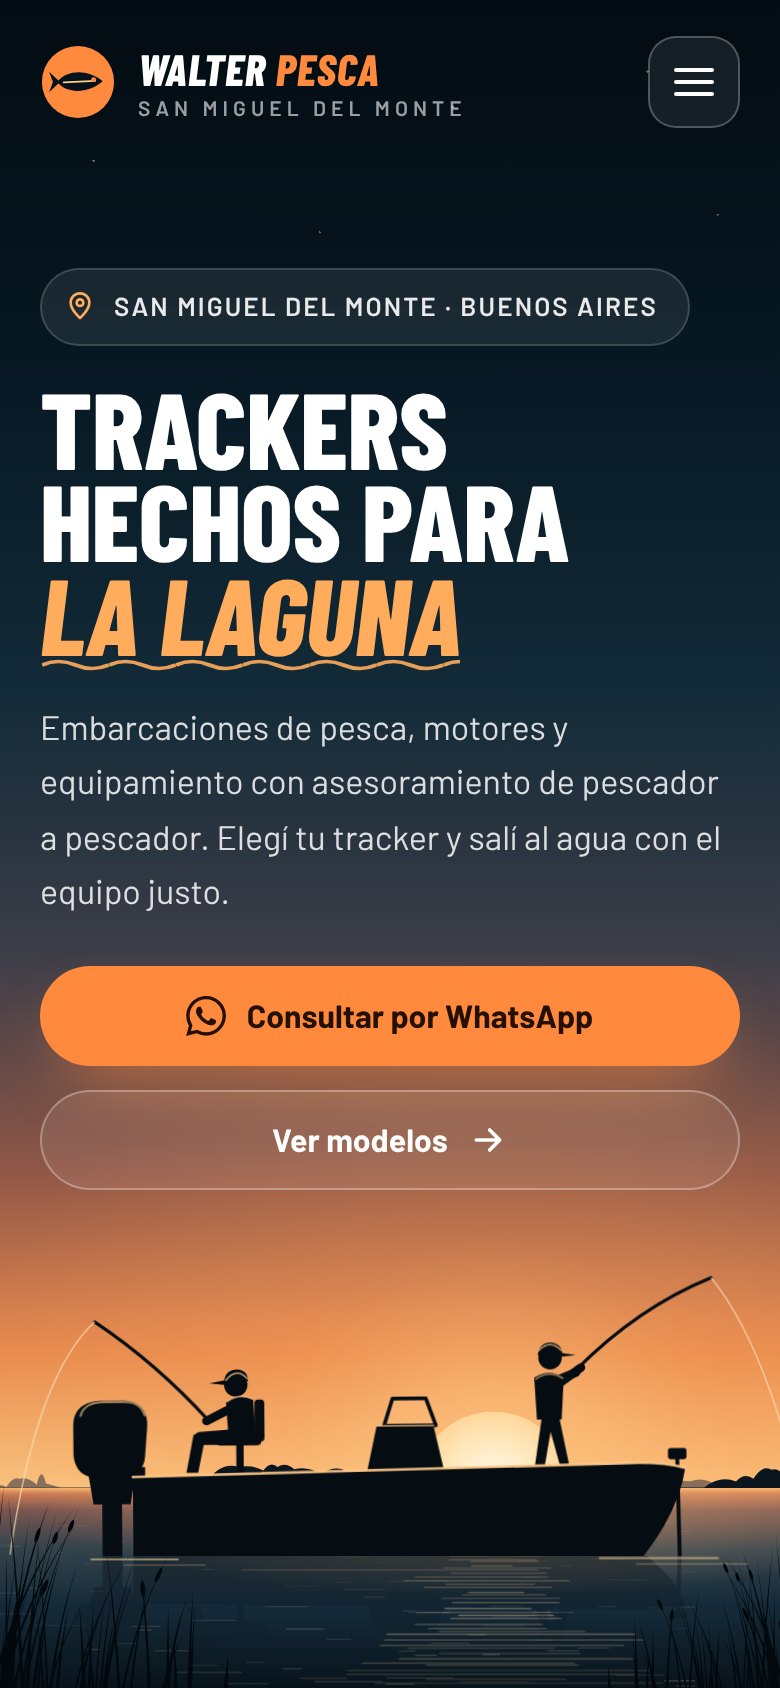 WALTER PESCA
SAN MIGUEL DEL MONTE
SAN MIGUEL DEL MONTE · BUENOS AIRES
TRACKERS
HECHOS PARA
LA LAGUNA
Embarcaciones de pesca, motores y
equipamiento con asesoramiento de pescador
a pescador. Elegí tu tracker y salí al agua con el
equipo justo.
Consultar por WhatsApp
Ver modelos →